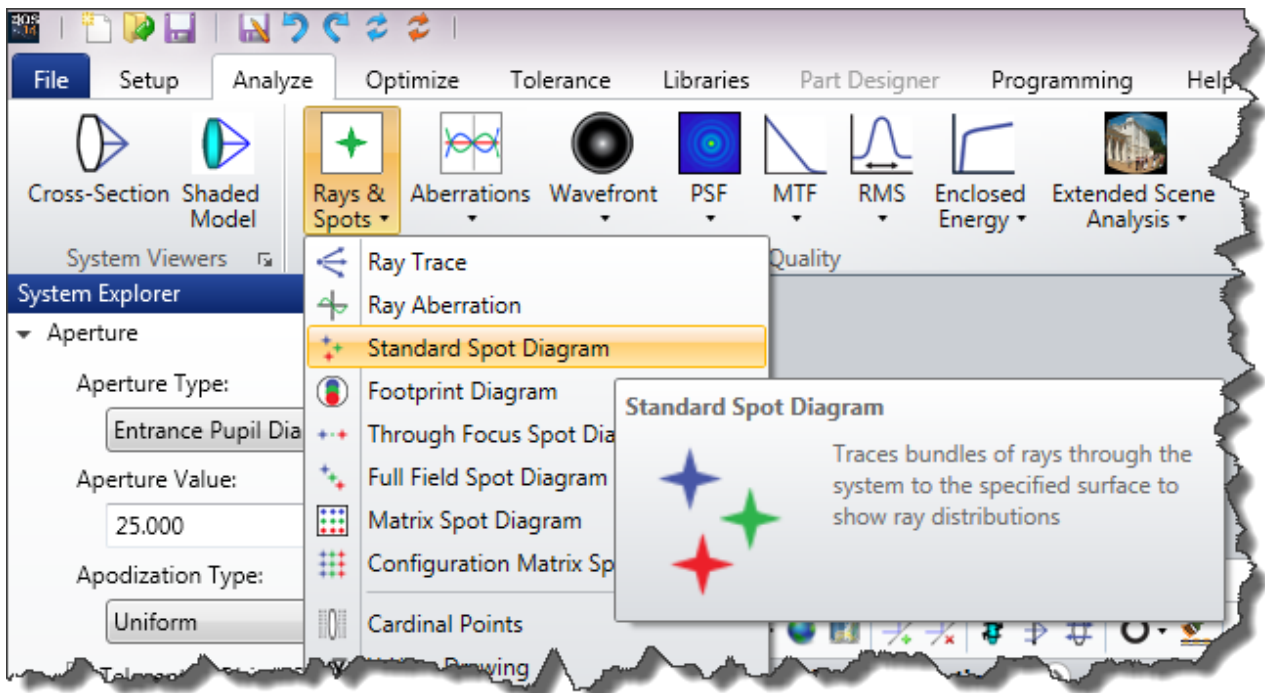 File Setup Analyze Optimize Tolerance Libraries Part Designer Programming Help
Cross-Section Shaded Model Rays & Spots Aberrations Wavefront PSF MTF RMS Enclosed Energy Extended Scene Analysis
System Viewers Quality
System Explorer
Aperture
Aperture Type:
Entrance Pupil Dia
Aperture Value:
25.000
Apodization Type:
Uniform
Ray Trace
Ray Aberration
Standard Spot Diagram
Footprint Diagram
Through Focus Spot Dia
Full Field Spot Diagram
Matrix Spot Diagram
Configuration Matrix Sp
Cardinal Points
Standard Spot Diagram
Traces bundles of rays through the
system to the specified surface to
show ray distributions